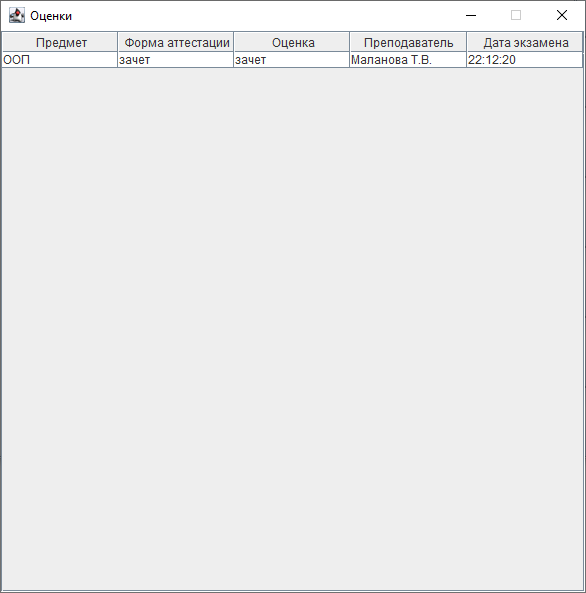 Оценки
Предмет Форма аттестации Оценка Преподаватель Дата экзамена
ООП зачет зачет Маланова Т.В. 22:12:20